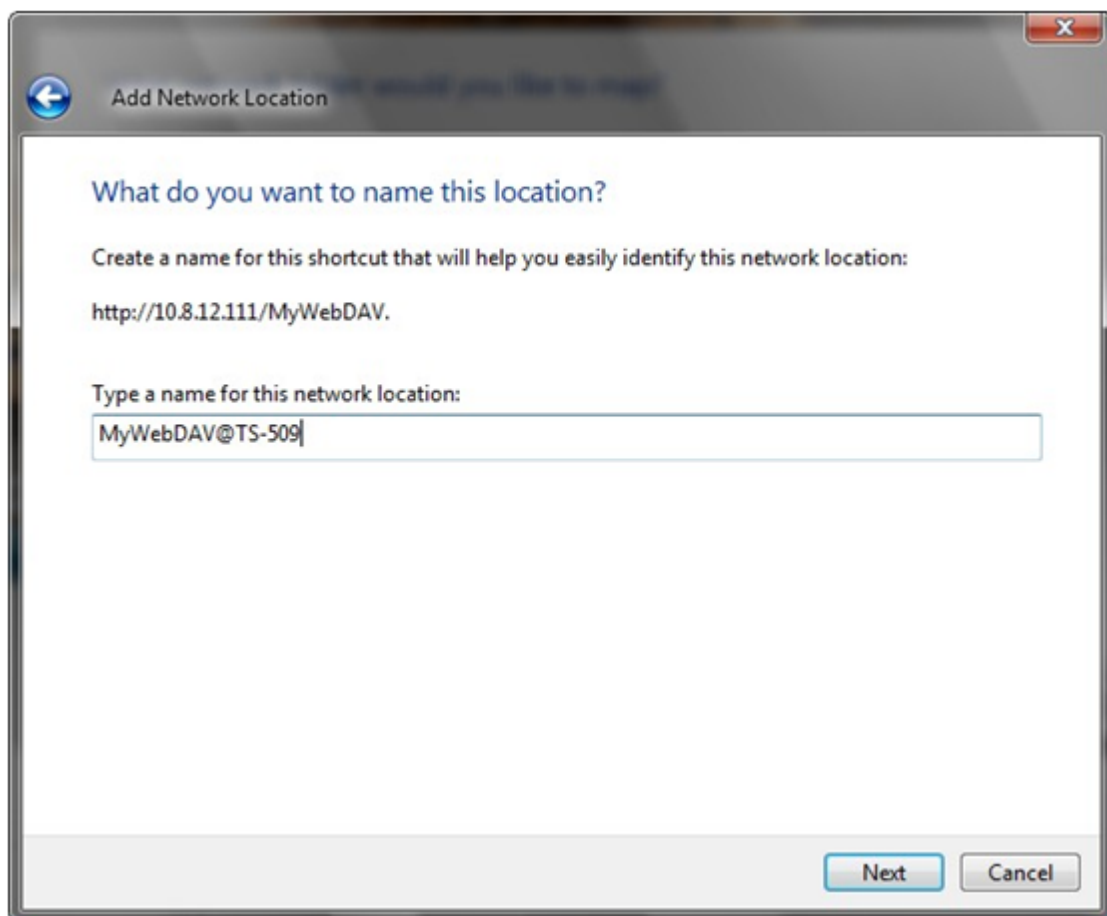 Add Network Location
What do you want to name this location?
Create a name for this shortcut that will help you easily identify this network location:
http://10.8.12.111/MyWebDAV.
Type a name for this network location:
MyWebDAV@TS-509
Next
Cancel